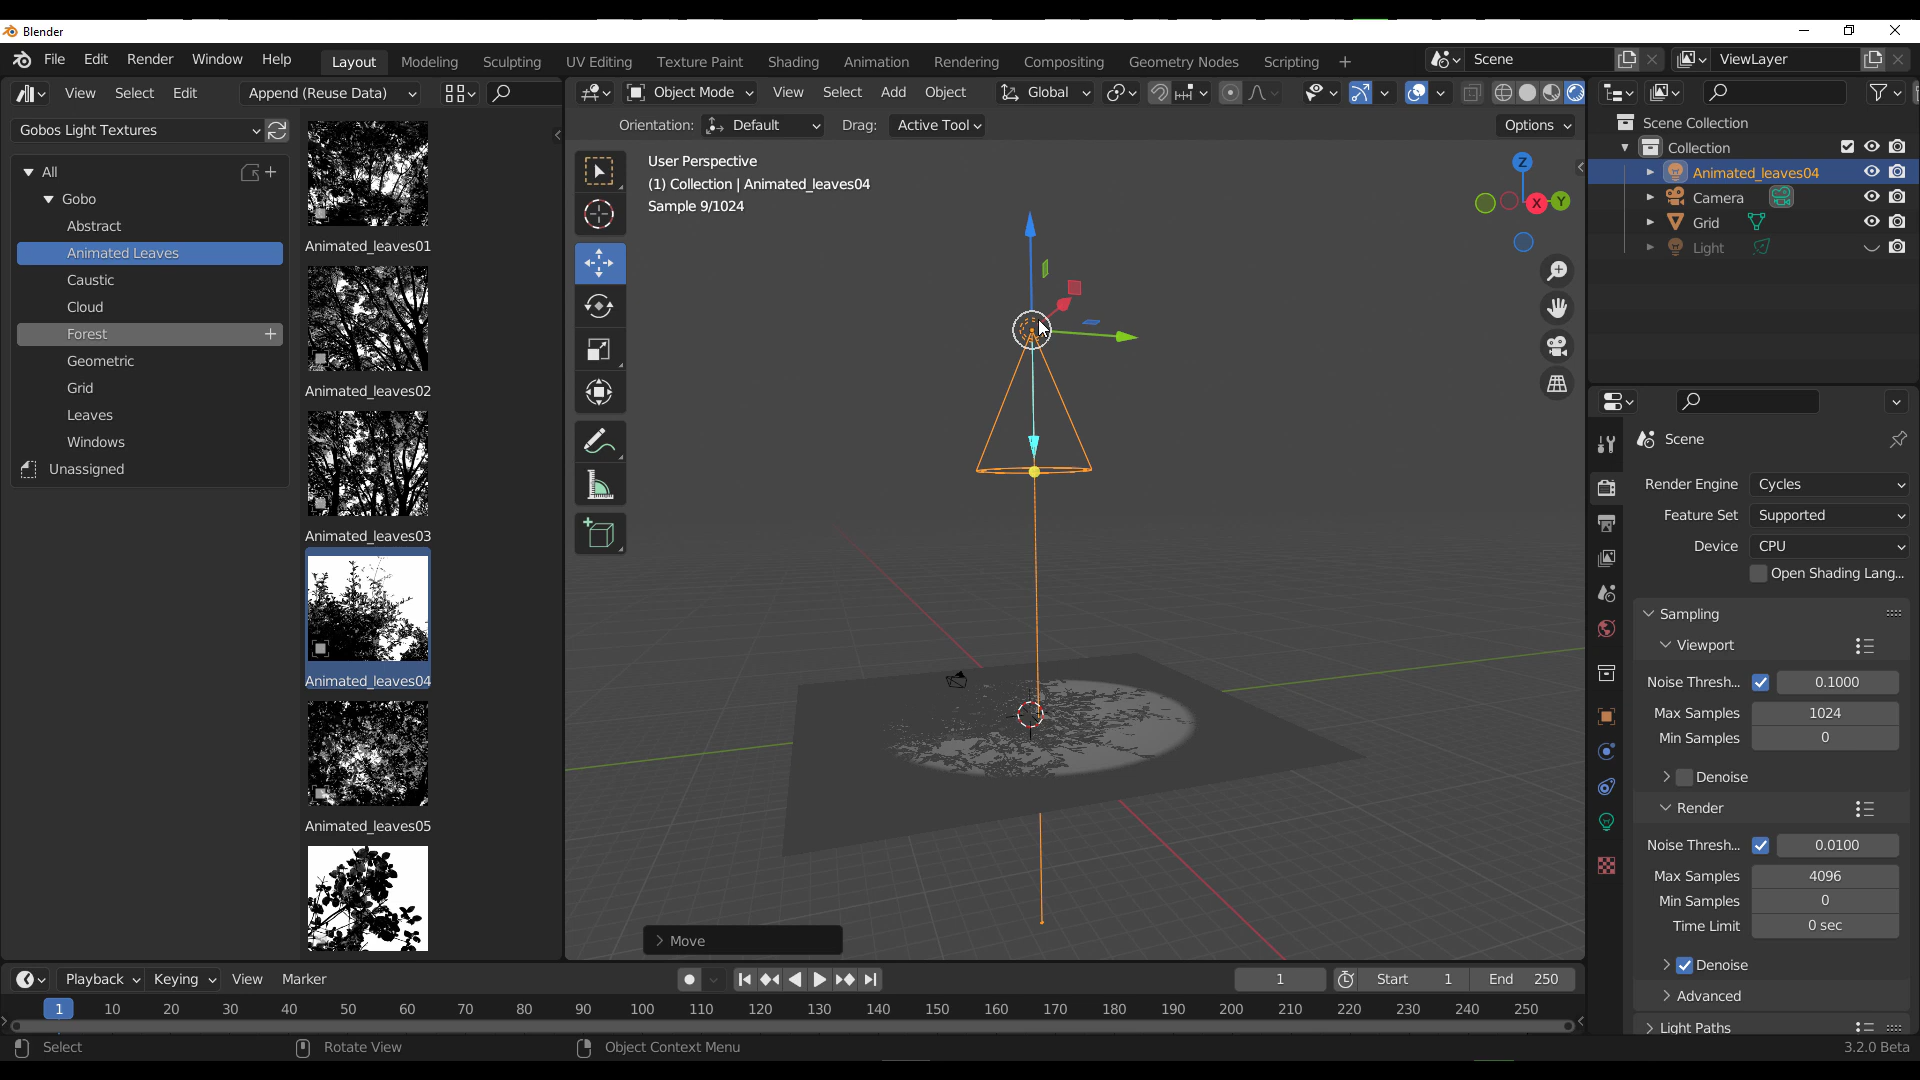 Blender
File Edit Render Window Help
Layout Modeling Sculpting UV Editing Texture Paint Shading Animation Rendering Compositing Geometry Nodes Scripting +
Scene
ViewLayer
View Select Edit
Append (Reuse Data)
Object Mode
View Select Add Object
Global
Gobos Light Textures
Orientation: Default Drag: Active Tool
Options
All
Gobo
Abstract
Animated Leaves
Caustic
Cloud
Forest
Geometric
Grid
Leaves
Windows
Unassigned
Animated_leaves01
Animated_leaves02
Animated_leaves03
Animated_leaves04
Animated_leaves05
User Perspective
(1) Collection | Animated_leaves04
Sample 9/1024
Z
X
Y
Move
Scene Collection
Collection
Animated_leaves04
Camera
Grid
Light
Scene
Render Engine Cycles
Feature Set Supported
Device CPU
Open Shading Lang...
Sampling
Viewport
Noise Thresh... 0.1000
Max Samples 1024
Min Samples 0
Denoise
Render
Noise Thresh... 0.0100
Max Samples 4096
Min Samples 0
Time Limit 0 sec
Denoise
Advanced
Light Paths
Playback Keying View Marker
1
Start 1
End 250
1 10 20 30 40 50 60 70 80 90 100 110 120 130 140 150 160 170 180 190 200 210 220 230 240 250
Select
Rotate View
Object Context Menu
3.2.0 Beta